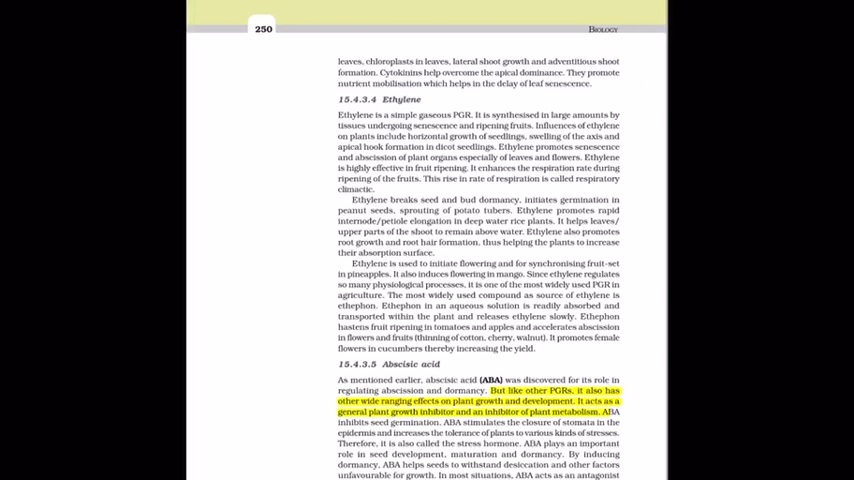 250
BIOLOGY
leaves, chloroplasts in leaves, lateral shoot growth and adventitious shoot
formation. Cytokinins help overcome the apical dominance. They promote
nutrient mobilisation which helps in the delay of leaf senescence.
15.4.3.4 Ethylene
Ethylene is a simple gaseous PGR. It is synthesised in large amounts by
tissues undergoing senescence and ripening fruits. Influences of ethylene
on plants include horizontal growth of seedlings, swelling of the axis and
apical hook formation in dicot seedlings. Ethylene promotes senescence
and abscission of plant organs especially of leaves and flowers. Ethylene
is highly effective in fruit ripening. It enhances the respiration rate during
ripening of the fruits. This rise in rate of respiration is called respiratory
climactic.
Ethylene breaks seed and bud dormancy, initiates germination in
peanut seeds, sprouting of potato tubers. Ethylene promotes rapid
internode/petiole elongation in deep water rice plants. It helps leaves/
upper parts of the shoot to remain above water. Ethylene also promotes
root growth and root hair formation, thus helping the plants to increase
their absorption surface.
Ethylene is used to initiate flowering and for synchronising fruit-set
in pineapples. It also induces flowering in mango. Since ethylene regulates
so many physiological processes, it is one of the most widely used PGR in
agriculture. The most widely used compound as source of ethylene is
ethephon. Ethephon in an aqueous solution is readily absorbed and
transported within the plant and releases ethylene slowly. Ethephon
hastens fruit ripening in tomatoes and apples and accelerates abscission
in flowers and fruits (thinning of cotton, cherry, walnut). It promotes female
flowers in cucumbers thereby increasing the yield.
15.4.3.5 Abscisic acid
As mentioned earlier, abscisic acid (ABA) was discovered for its role in
regulating abscission and dormancy. But like other PGRs, it also has
other wide ranging effects on plant growth and development. It acts as a
general plant growth inhibitor and an inhibitor of plant metabolism. ABA
inhibits seed germination. ABA stimulates the closure of stomata in the
epidermis and increases the tolerance of plants to various kinds of stresses.
Therefore, it is also called the stress hormone. ABA plays an important
role in seed development, maturation and dormancy. By inducing
dormancy, ABA helps seeds to withstand desiccation and other factors
unfavourable for growth. In most situations, ABA acts as an antagonist